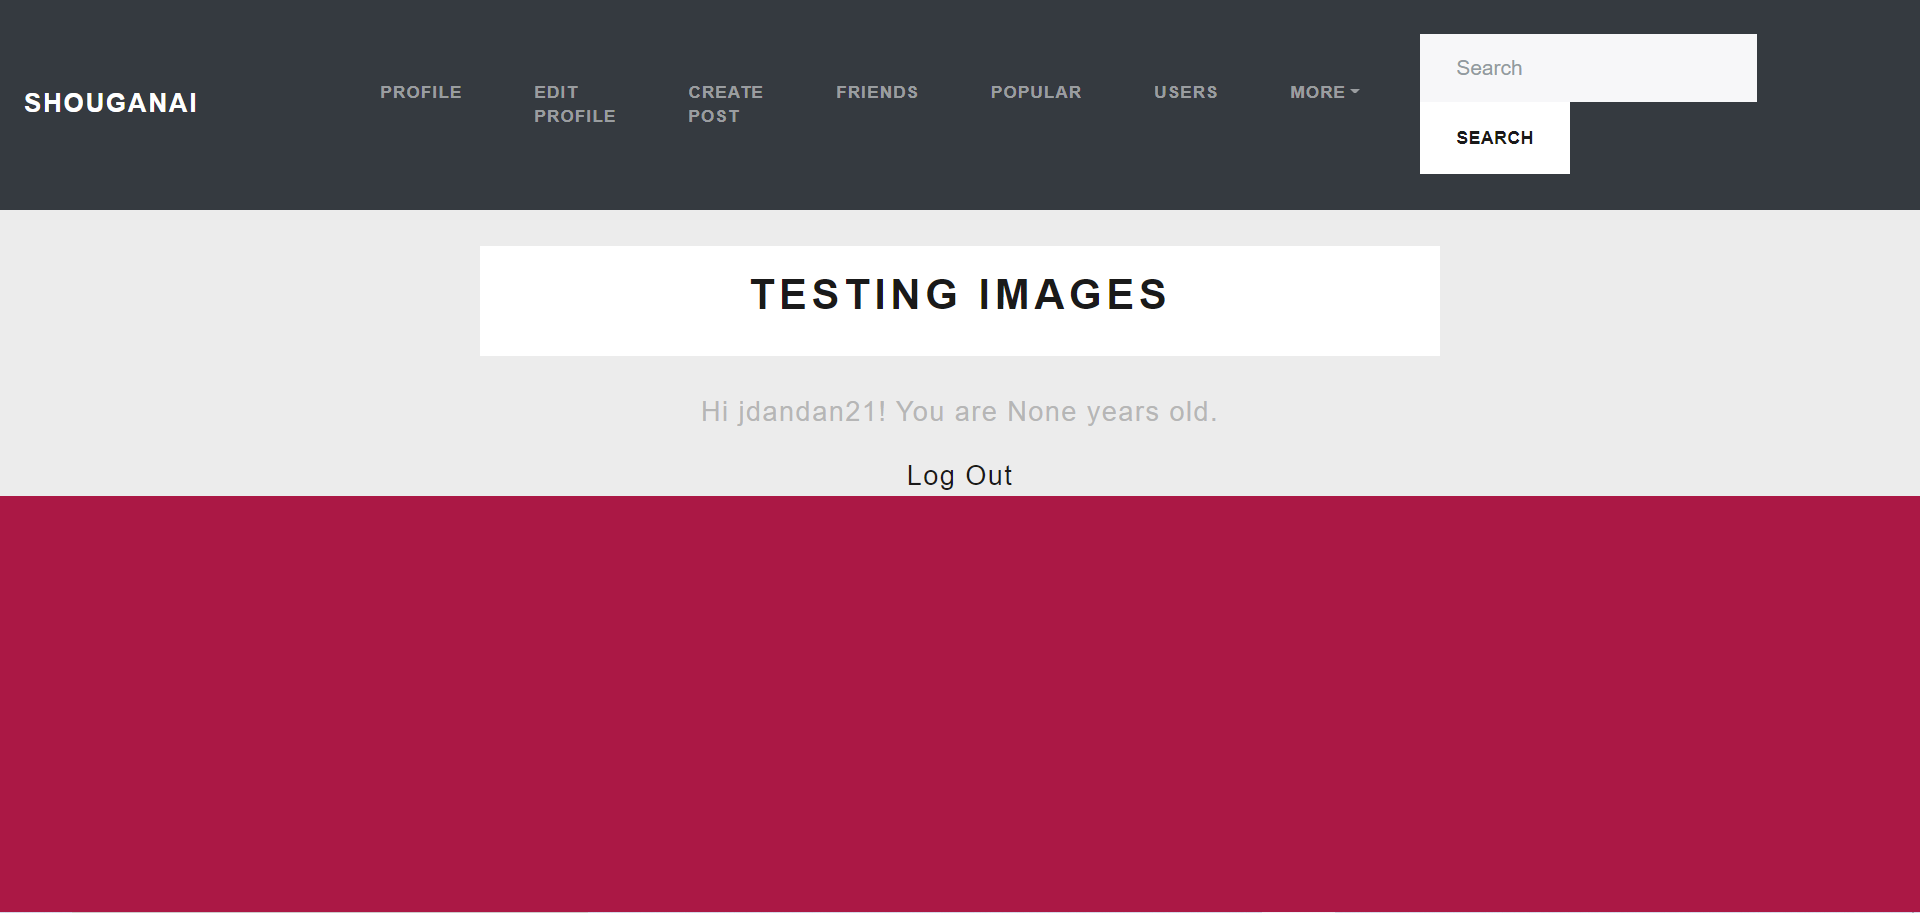 SHOUGANAI
PROFILE
EDIT
PROFILE
CREATE
POST
FRIENDS
POPULAR
USERS
MORE
Search
SEARCH
TESTING IMAGES
Hi jdandan21! You are None years old.
Log Out